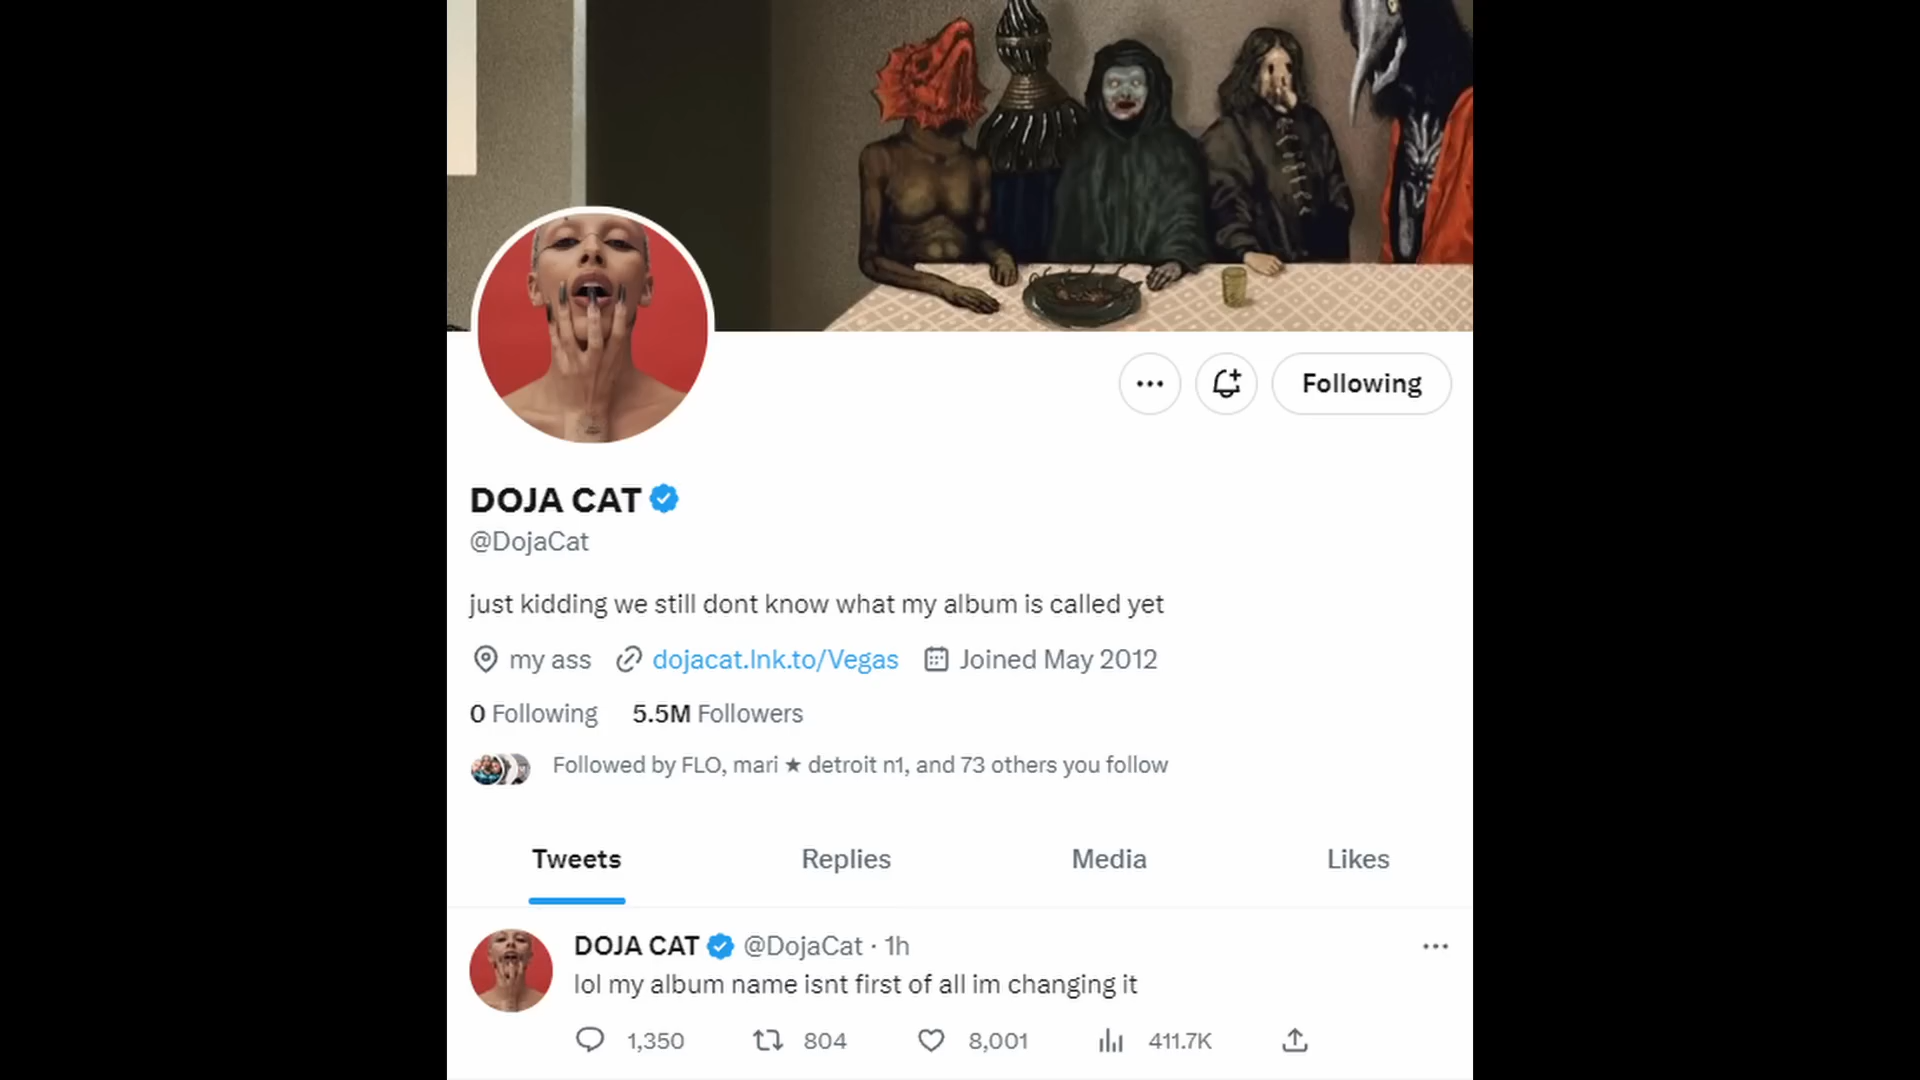 Following
DOJA CAT
@DojaCat
just kidding we still dont know what my album is called yet
my ass dojacat.lnk.to/Vegas Joined May 2012
0 Following 5.5M Followers
Followed by FLO, mari ★ detroit n1, and 73 others you follow
Tweets Replies Media Likes
DOJA CAT @DojaCat · 1h
lol my album name isnt first of all im changing it
1,350 804 8,001 411.7K